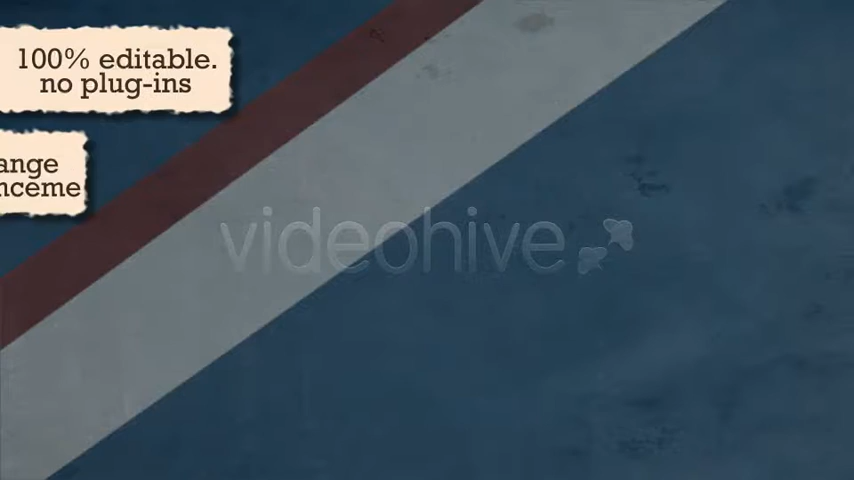 100% editable.
no plug-ins
ange
nceme
videohive